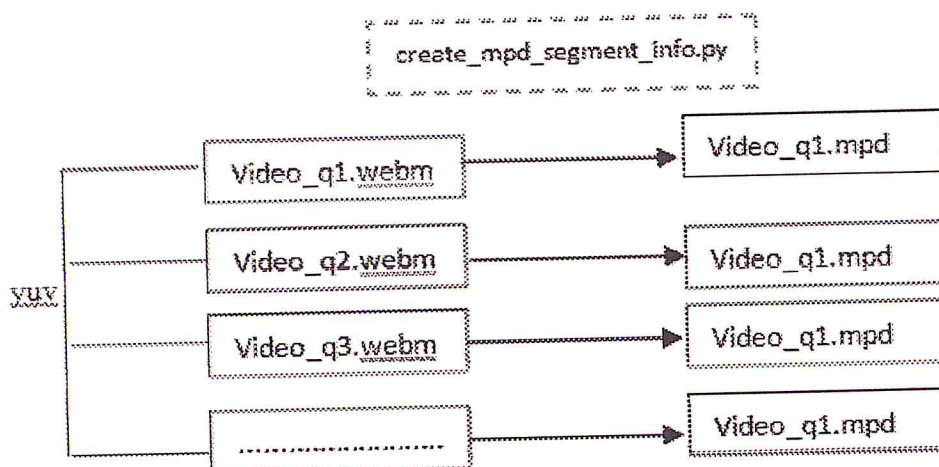 create_mpd_segment_info.py
Video_q1.webm
Video_q1.mpd
Video_q2.webm
Video_q1.mpd
yuv
Video_q3.webm
Video_q1.mpd
........................
Video_q1.mpd